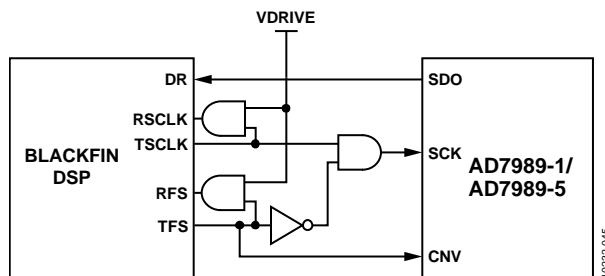 VDRIVE
DR
SDO
RSCLK
TSCLK
BLACKFIN
DSP
SCK
AD7989-1/
AD7989-5
RFS
TFS
CNV